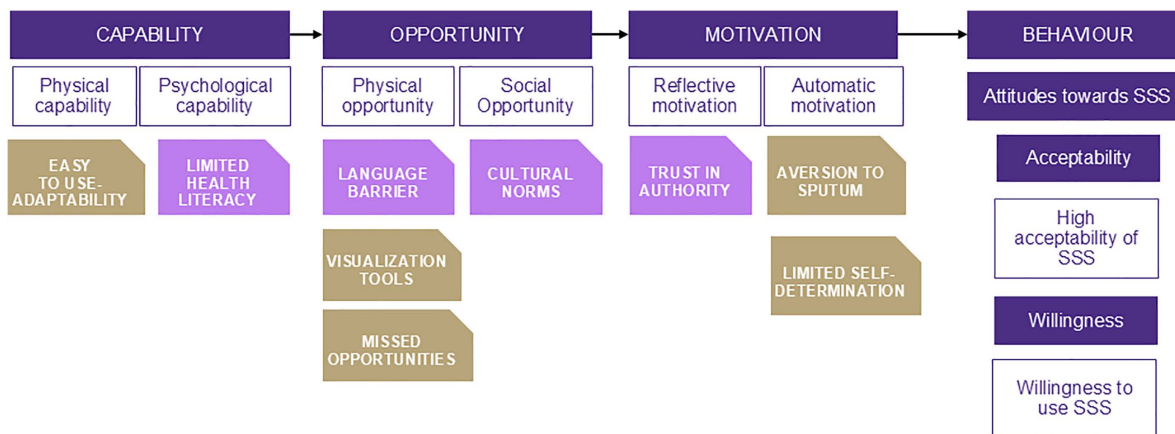 CAPABILITY
OPPORTUNITY
MOTIVATION
BEHAVIOUR
Physical
capability
Psychological
capability
Physical
opportunity
Social
Opportunity
Reflective
motivation
Automatic
motivation
Attitudes towards SSS
EASY
TO USE-
ADAPTABILITY
LIMITED
HEALTH
LITERACY
LANGUAGE
BARRIER
CULTURAL
NORMS
TRUST IN
AUTHORITY
AVERSION TO
SPUTUM
Acceptability
VISUALIZATION
TOOLS
LIMITED SELF-
DETERMINATION
High
acceptability of
SSS
MISSED
OPPORTUNITIES
Willingness
Willingness to
use SSS